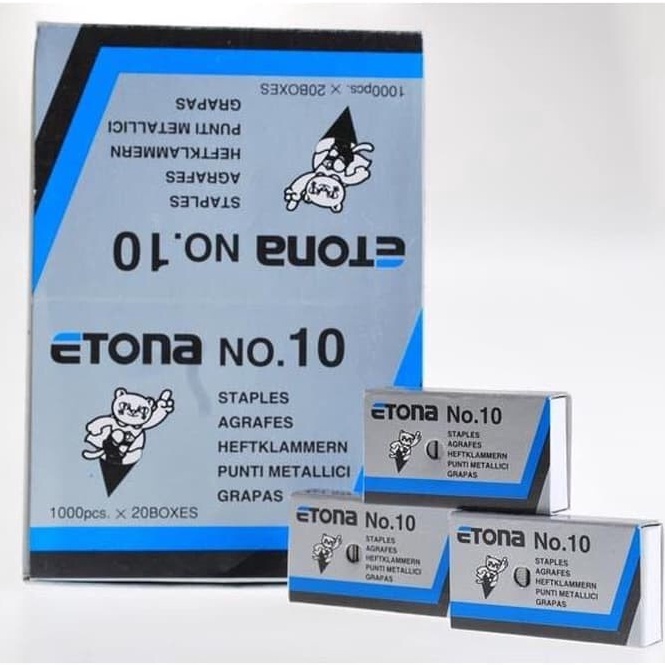 1000pcs. × 20BOXES
GRAPAS
PUNTI METALLICI
HEFTKLAMMERN
AGRAFES
STAPLES
ETONA NO.10
ETONA NO.10
STAPLES
AGRAFES
HEFTKLAMMERN
PUNTI METALLICI
GRAPAS
1000pcs. × 20BOXES
ETONA No.10
STAPLES
AGRAFES
HEFTKLAMMERN
PUNTI METALLICI
GRAPAS
ETONA No.10
STAPLES
AGRAFES
HEFTKLAMMERN
PUNTI METALLICI
GRAPAS
ETONA No.10
STAPLES
AGRAFES
HEFTKLAMMERN
PUNTI METALLICI
GRAPAS